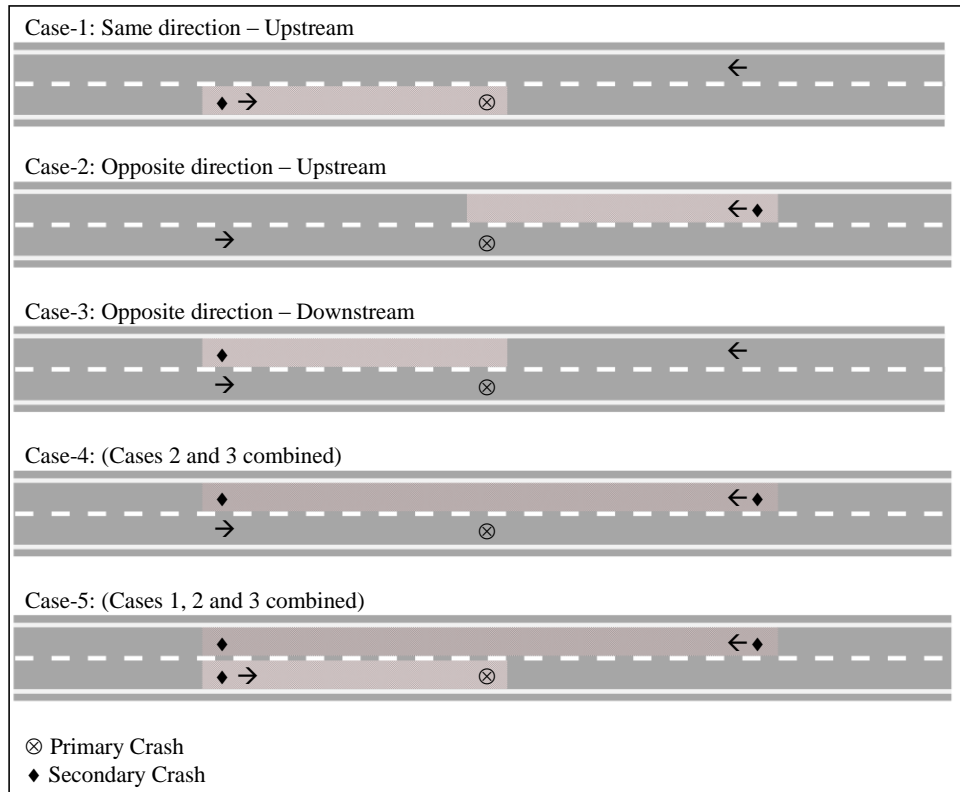 Case-1: Same direction – Upstream
Case-2: Opposite direction – Upstream
Case-3: Opposite direction – Downstream
Case-4: (Cases 2 and 3 combined)
Case-5: (Cases 1, 2 and 3 combined)
⊗ Primary Crash
♦ Secondary Crash